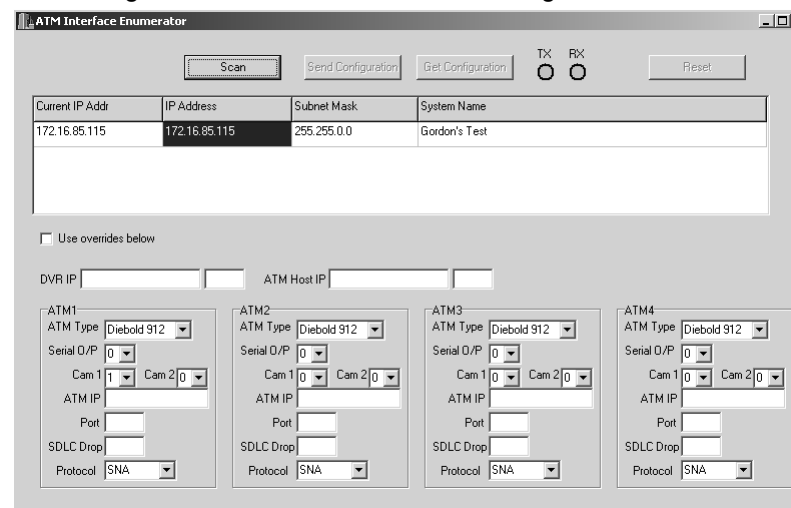 ATM Interface Enumerator
Scan Send Configuration Get Configuration TX RX Reset
Current IP Addr IP Address Subnet Mask System Name
172.16.85.115 172.16.85.115 255.255.0.0 Gordon's Test
Use overrides below
DVR IP ATM Host IP
ATM1 ATM2 ATM3 ATM4
ATM Type Diebold 912 ATM Type Diebold 912 ATM Type Diebold 912 ATM Type Diebold 912
Serial O/P 0 Serial O/P 0 Serial O/P 0 Serial O/P 0
Cam 1 1 Cam 2 0 Cam 1 0 Cam 2 0 Cam 1 0 Cam 2 0 Cam 1 0 Cam 2 0
ATM IP ATM IP ATM IP ATM IP
Port Port Port Port
SDLC Drop SDLC Drop SDLC Drop SDLC Drop
Protocol SNA Protocol SNA Protocol SNA Protocol SNA